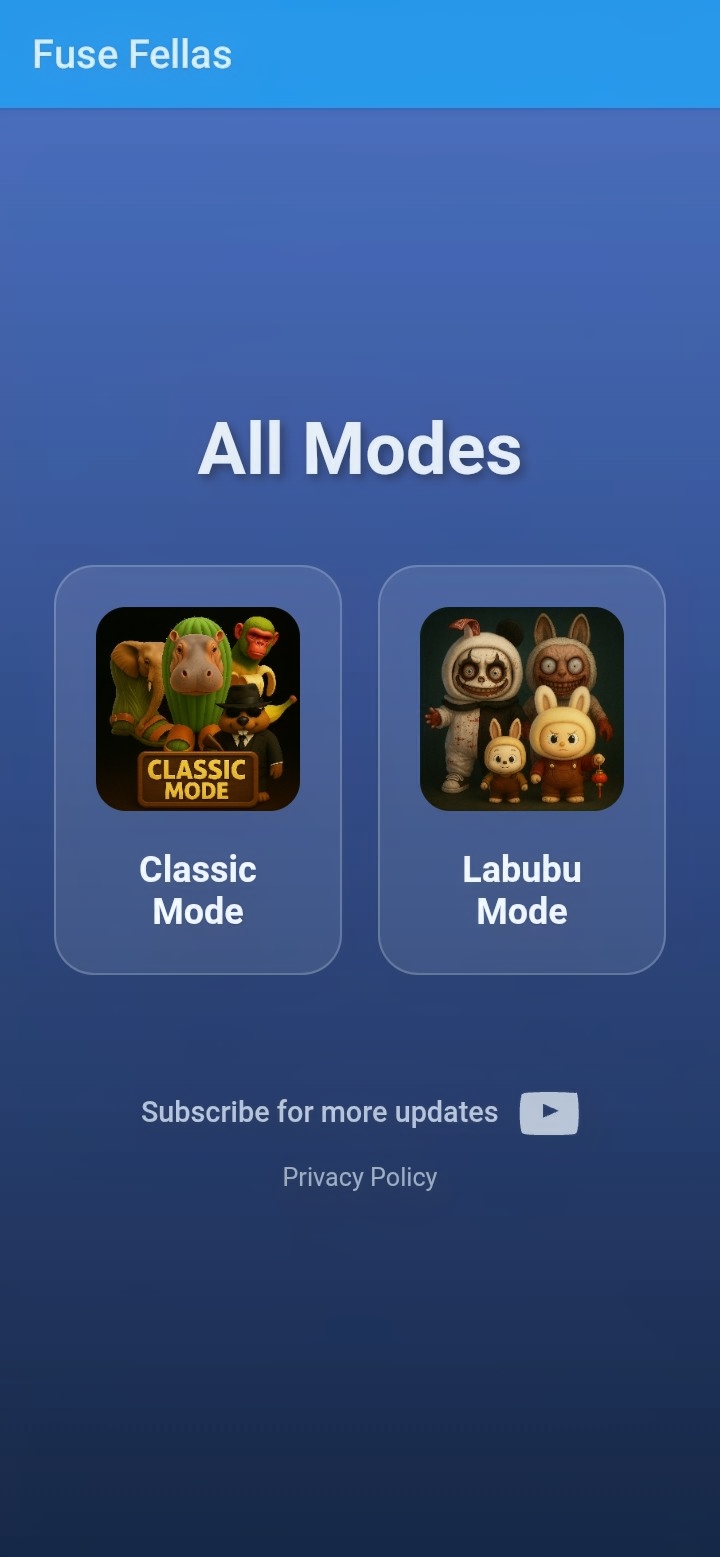 Fuse Fellas
All Modes
CLASSIC
MODE
Classic
Mode
Labubu
Mode
Subscribe for more updates
Privacy Policy